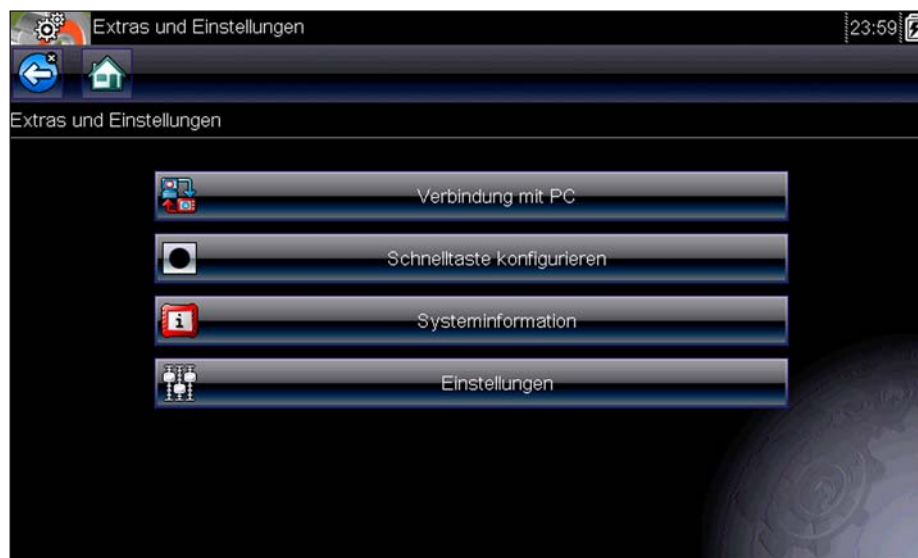 Extras und Einstellungen
23:59
Extras und Einstellungen
Verbindung mit PC
Schnelltaste konfigurieren
Systeminformation
Einstellungen